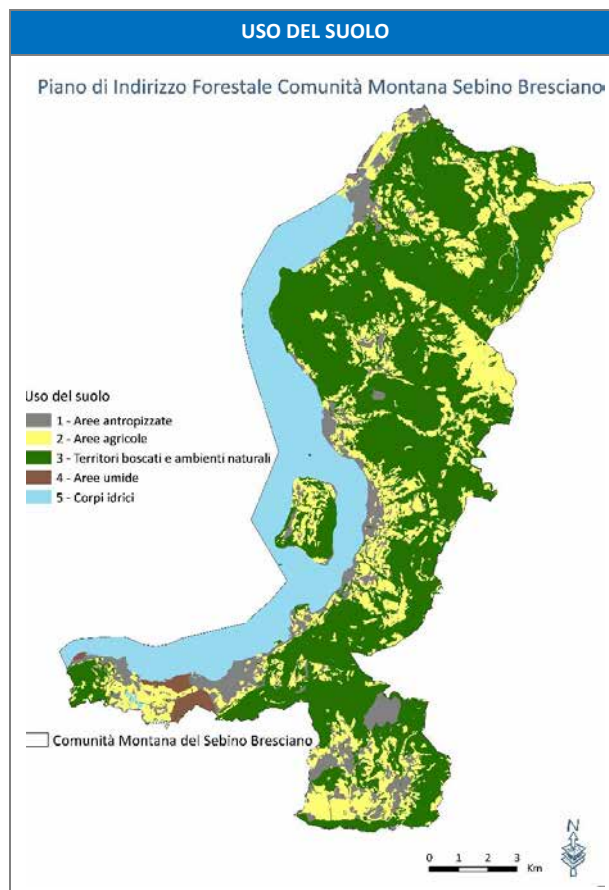 USO DEL SUOLO
Piano di Indirizzo Forestale Comunità Montana Sebino Bresciano
Uso del suolo
1 - Aree antropizzate
2 - Aree agricole
3 - Territori boscati e ambienti naturali
4 - Aree umide
5 - Corpi idrici
Comunità Montana del Sebino Bresciano
N
0 1 2 3
Km